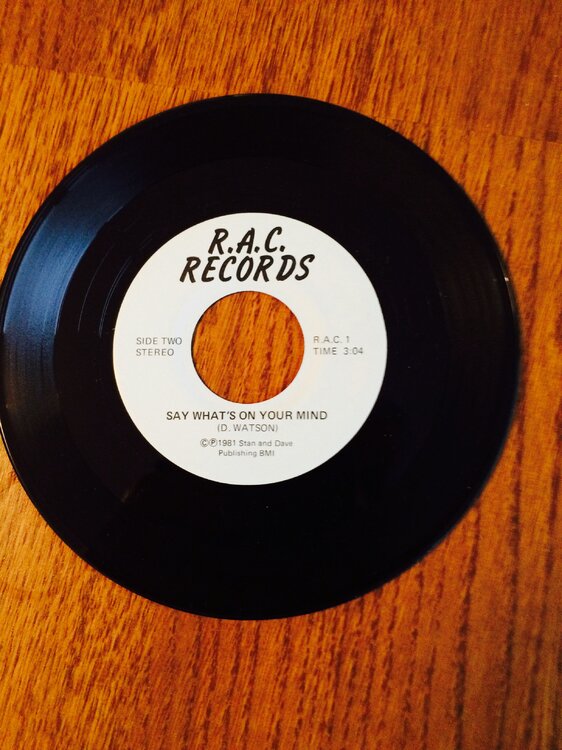 R.A.C.
RECORDS
SIDE TWO
STEREO
R.A.C. 1
TIME 3:04
SAY WHAT'S ON YOUR MIND
(D. WATSON)
©℗1981 Stan and Dave
Publishing BMI